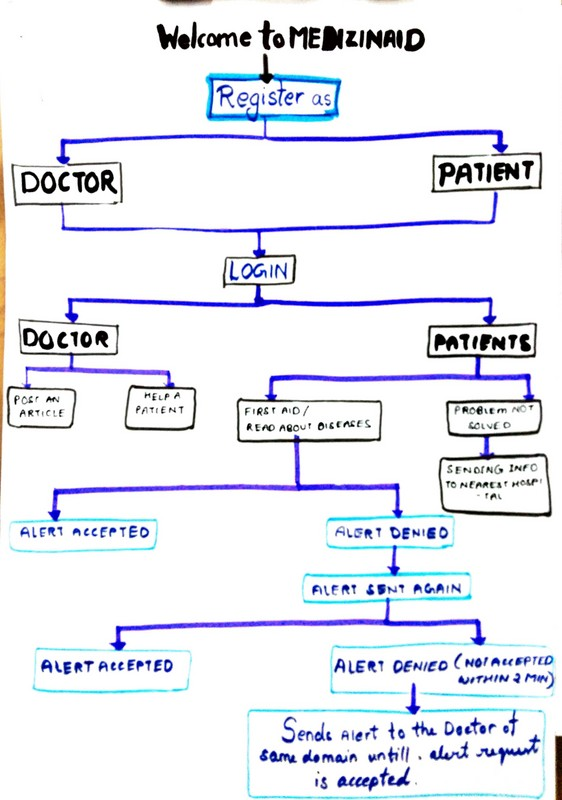 Welcome to MEDIZINAID
Register as
DOCTOR
PATIENT
LOGIN
DOCTOR
PATIENTS
POST AN
ARTICLE
HELP A
PATIENT
FIRST AID/
READ ABOUT DISEASES
PROBLEM NOT
SOLVED
SENDING INFO
TO NEAREST HOSPI
-TAL
ALERT ACCEPTED
ALERT DENIED
ALERT SENT AGAIN
ALERT ACCEPTED
ALERT DENIED (NOT ACCEPTED
WITHIN 2 MIN)
Sends Alert to the Doctor of
same domain untill . alert request
is accepted.